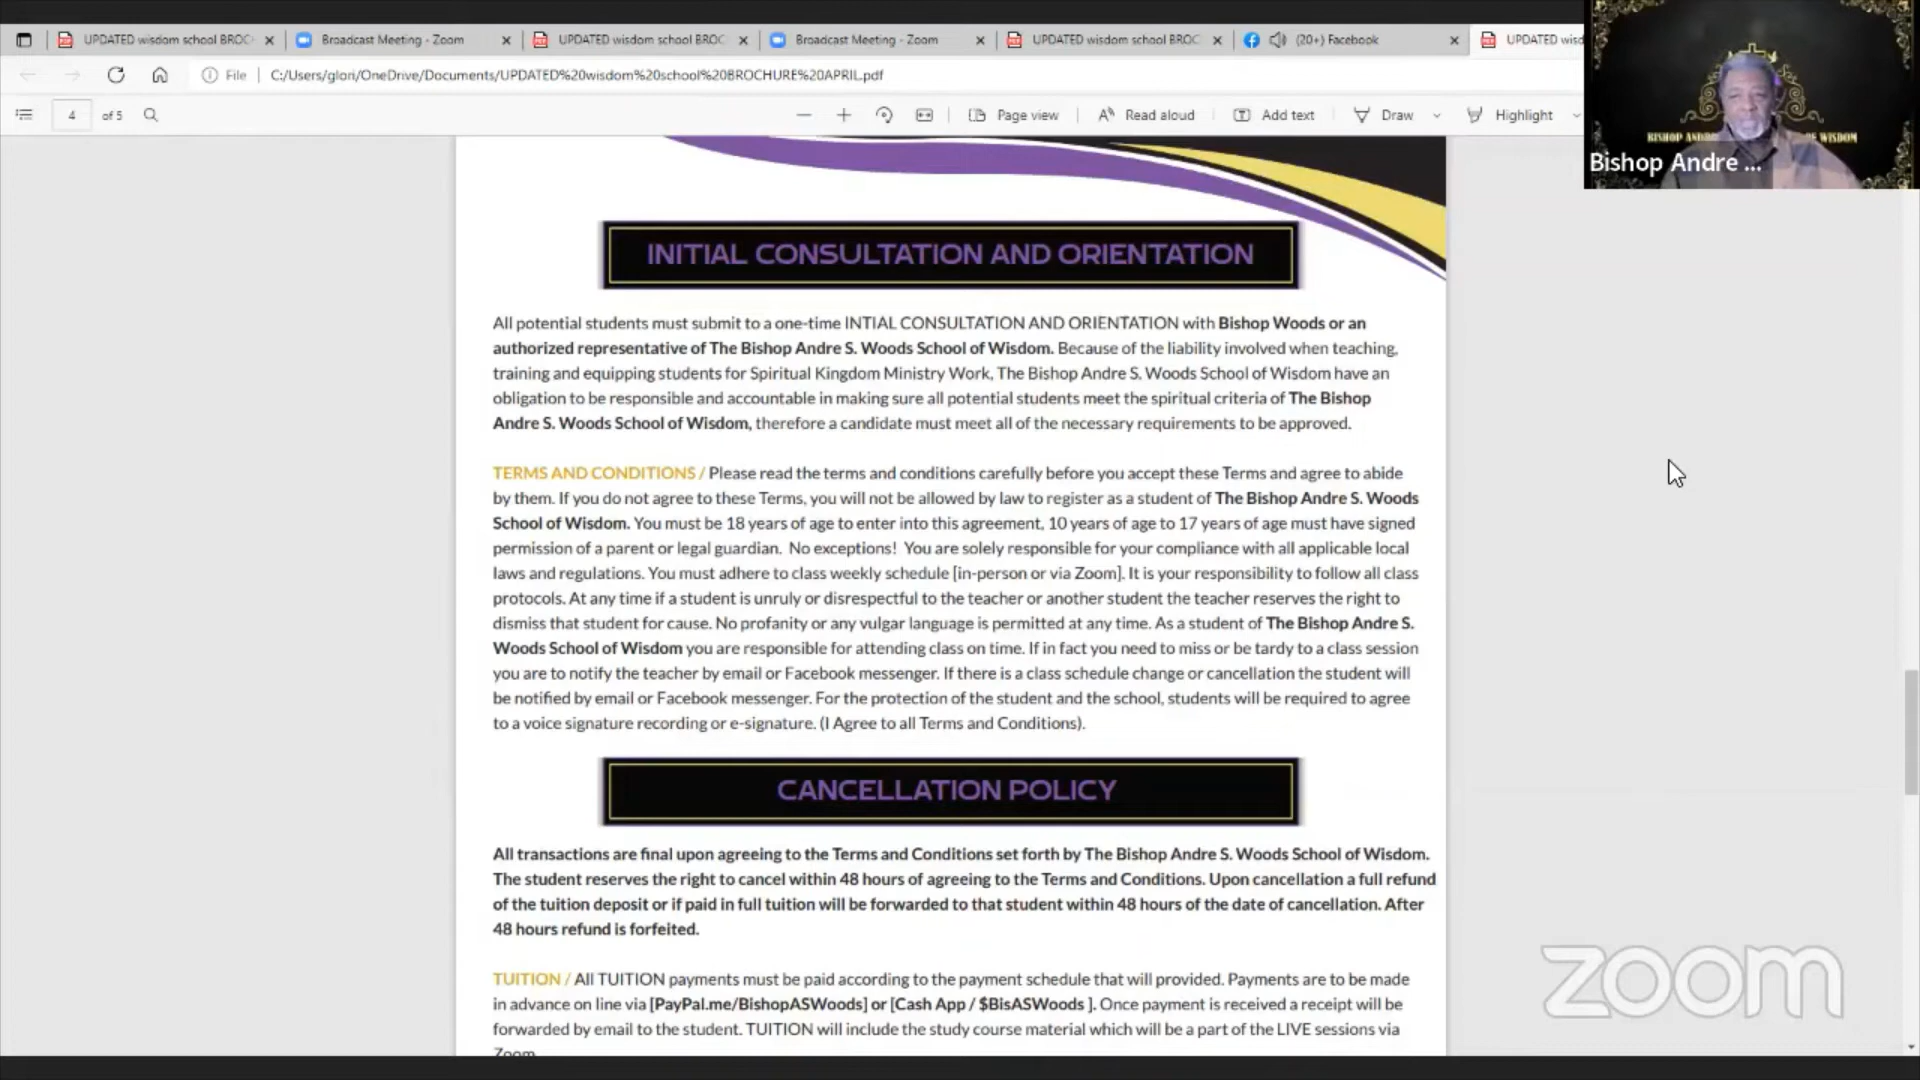 UPDATED wisdom school BROC
Broadcast Meeting - Zoom
UPDATED wisdom school BROC
Broadcast Meeting - Zoom
UPDATED wisdom school BROC
(20+) Facebook
UPDATED wisd
File
C:/Users/glori/OneDrive/Documents/UPDATED%20wisdom%20school%20BROCHURE%20APRIL.pdf
4 of 5
Page view
Read aloud
Add text
Draw
Highlight
BISHOP
WISDOM
Bishop Andre ...
INITIAL CONSULTATION AND ORIENTATION
All potential students must submit to a one-time INTIAL CONSULTATION AND ORIENTATION with Bishop Woods or an
authorized representative of The Bishop Andre S. Woods School of Wisdom. Because of the liability involved when teaching,
training and equipping students for Spiritual Kingdom Ministry Work, The Bishop Andre S. Woods School of Wisdom have an
obligation to be responsible and accountable in making sure all potential students meet the spiritual criteria of The Bishop
Andre S. Woods School of Wisdom, therefore a candidate must meet all of the necessary requirements to be approved.
TERMS AND CONDITIONS / Please read the terms and conditions carefully before you accept these Terms and agree to abide
by them. If you do not agree to these Terms, you will not be allowed by law to register as a student of The Bishop Andre S. Woods
School of Wisdom. You must be 18 years of age to enter into this agreement, 10 years of age to 17 years of age must have signed
permission of a parent or legal guardian. No exceptions! You are solely responsible for your compliance with all applicable local
laws and regulations. You must adhere to class weekly schedule [in-person or via Zoom]. It is your responsibility to follow all class
protocols. At any time if a student is unruly or disrespectful to the teacher or another student the teacher reserves the right to
dismiss that student for cause. No profanity or any vulgar language is permitted at any time. As a student of The Bishop Andre S.
Woods School of Wisdom you are responsible for attending class on time. If in fact you need to miss or be tardy to a class session
you are to notify the teacher by email or Facebook messenger. If there is a class schedule change or cancellation the student will
be notified by email or Facebook messenger. For the protection of the student and the school, students will be required to agree
to a voice signature recording or e-signature. (I Agree to all Terms and Conditions).
CANCELLATION POLICY
All transactions are final upon agreeing to the Terms and Conditions set forth by The Bishop Andre S. Woods School of Wisdom.
The student reserves the right to cancel within 48 hours of agreeing to the Terms and Conditions. Upon cancellation a full refund
of the tuition deposit or if paid in full tuition will be forwarded to that student within 48 hours of the date of cancellation. After
48 hours refund is forfeited.
TUITION / All TUITION payments must be paid according to the payment schedule that will provided. Payments are to be made
in advance on line via [PayPal.me/BishopASWoods] or [Cash App / $BisASWoods ]. Once payment is received a receipt will be
forwarded by email to the student. TUITION will include the study course material which will be a part of the LIVE sessions via
Zoom
zoom